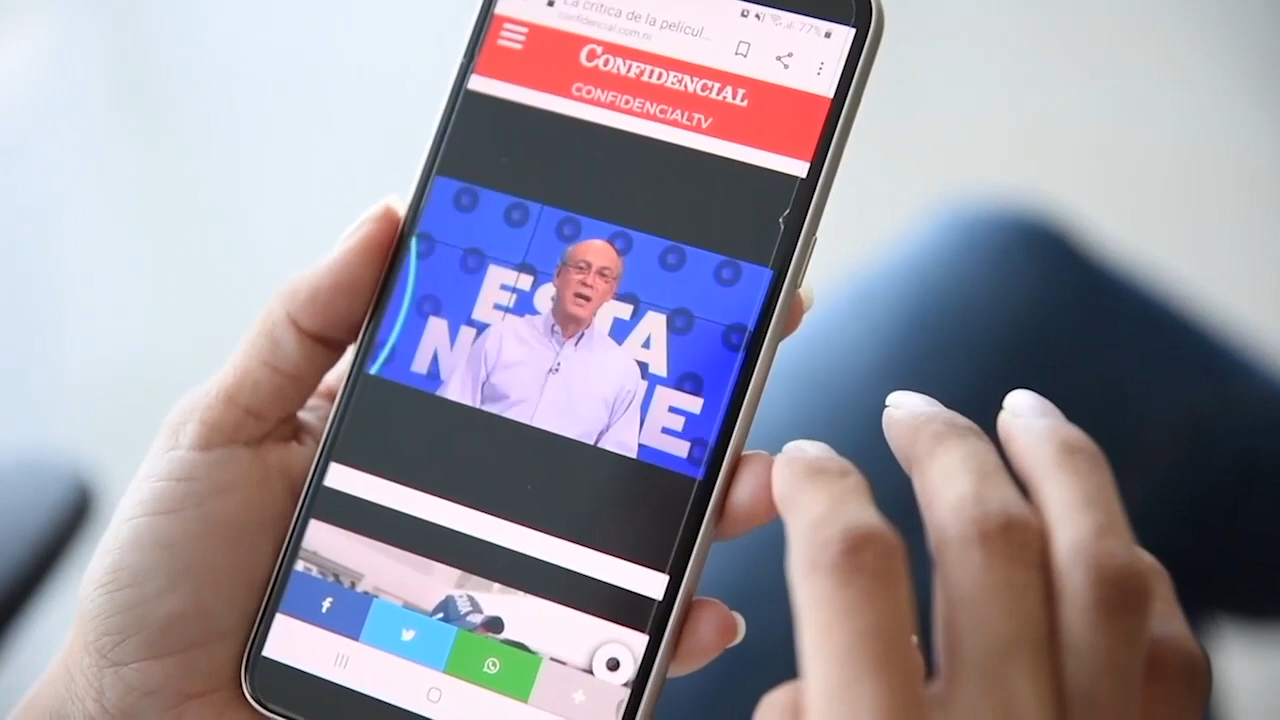 La crítica de la películ...
confidencial.com.ni
77%
CONFIDENCIAL
CONFIDENCIALTV
ESTA
N E